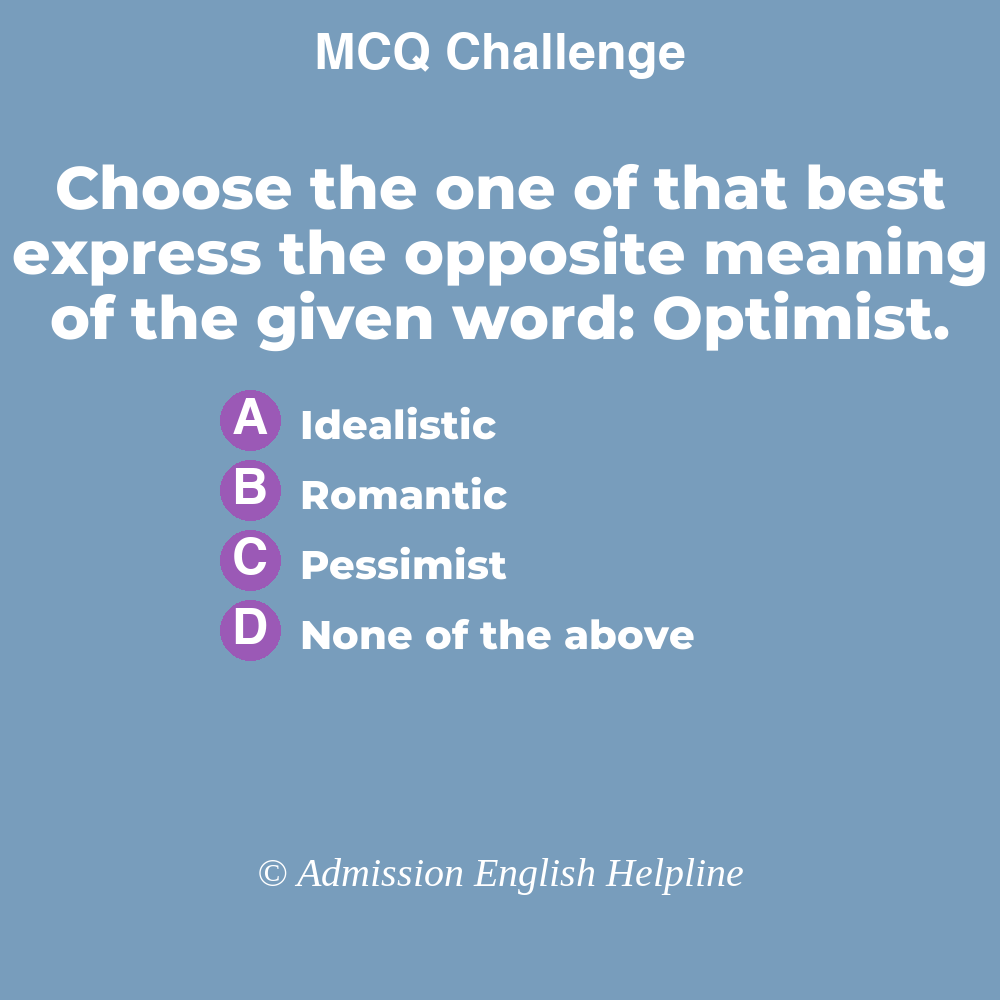 MCQ Challenge
Choose the one of that best
express the opposite meaning
of the given word: Optimist.
A Idealistic
B Romantic
C Pessimist
D None of the above
© Admission English Helpline